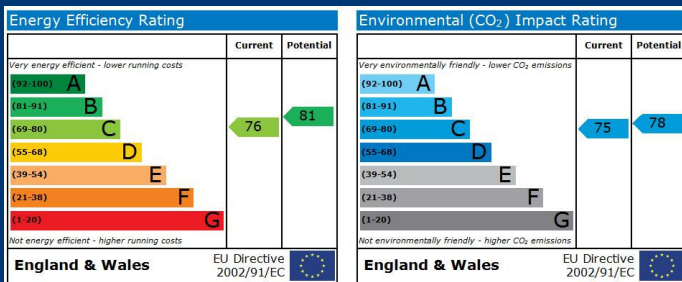 Energy Efficiency Rating
Current Potential
Very energy efficient - lower running costs
(92-100) A
(81-91) B
(69-80) C
(55-68) D
(39-54) E
(21-38) F
(1-20) G
76
81
Not energy efficient - higher running costs
England & Wales
EU Directive
2002/91/EC
Environmental (CO₂) Impact Rating
Current Potential
Very environmentally friendly - lower CO₂ emissions
(92-100) A
(81-91) B
(69-80) C
(55-68) D
(39-54) E
(21-38) F
(1-20) G
75
78
Not environmentally friendly - higher CO₂ emissions
England & Wales
EU Directive
2002/91/EC